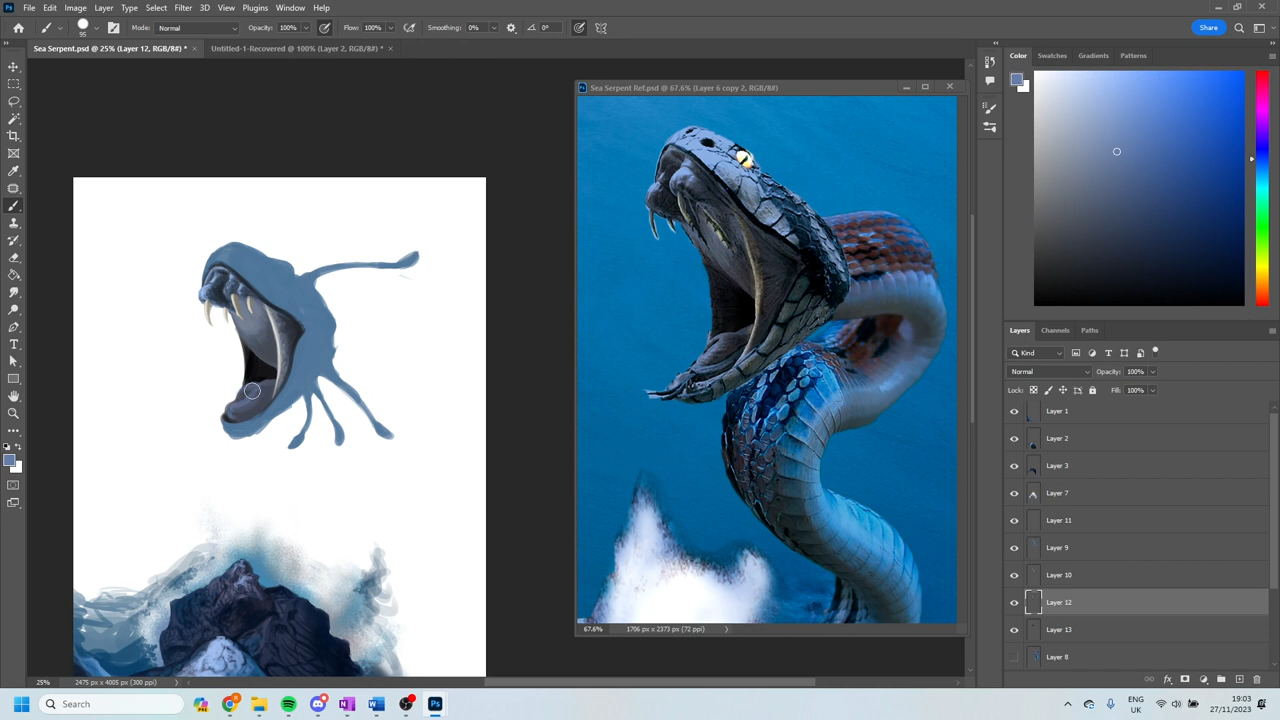 Ps File Edit Image Layer Type Select Filter 3D View Plugins Window Help
95 Mode: Normal Opacity: 100% Flow: 100% Smoothing: 0% 0° Share
Sea Serpent.psd @ 25% (Layer 12, RGB/8#) * × Untitled-1-Recovered @ 100% (Layer 2, RGB/8#) * ×
Color Swatches Gradients Patterns
Ps Sea Serpent Ref.psd @ 67.6% (Layer 6 copy 2, RGB/8#)
Layers Channels Paths
Kind
Normal Opacity: 100%
Lock: Fill: 100%
Layer 1
Layer 2
Layer 3
Layer 7
Layer 11
Layer 9
Layer 10
Layer 12
Layer 13
Layer 8
67.6% 1706 px x 2373 px (72 ppi)
25% 2475 px x 4005 px (300 ppi)
Search
Ps
ENG
UK
19:03
27/11/2023